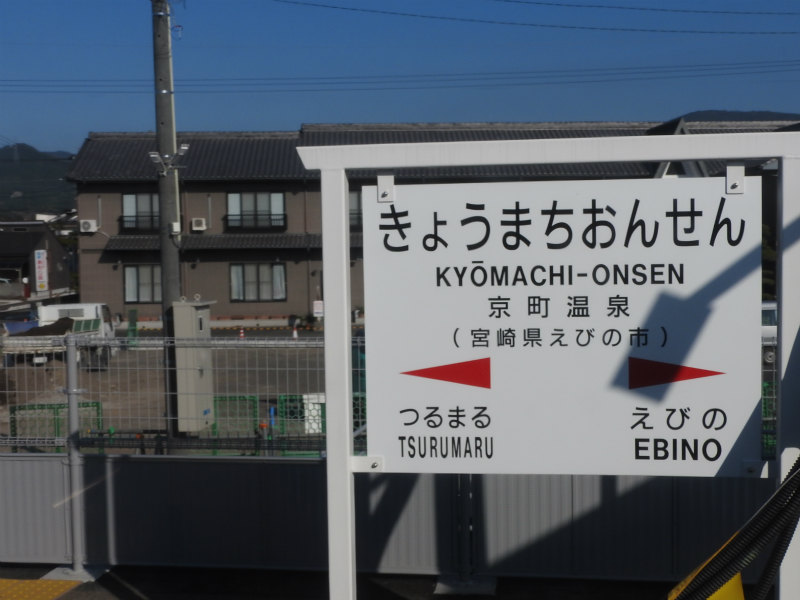 きょうまちおんせん
KYŌMACHI-ONSEN
京町温泉
（宮崎県えびの市）
つるまる えびの
TSURUMARU EBINO